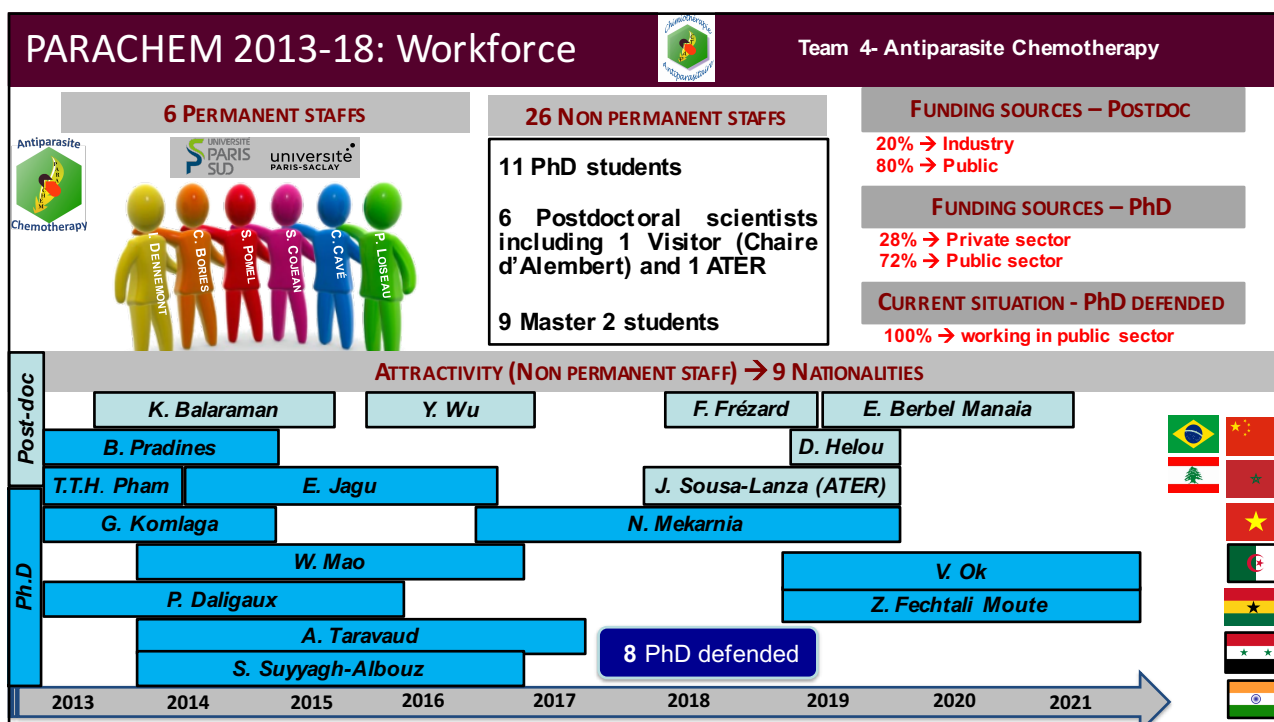 PARACHEM 2013-18: Workforce
Chimiothérapie
Antiparasitaire
Team 4- Antiparasite Chemotherapy
6 PERMANENT STAFFS
UNIVERSITÉ
PARIS
SUD
université
PARIS-SACLAY
Antiparasite
PARACHEM
Chemotherapy
I. DENNEMONT
C. BORIES
S. POMEL
S. COJEAN
C. CAVÉ
P. LOISEAU
26 NON PERMANENT STAFFS
11 PhD students
6 Postdoctoral scientists
including 1 Visitor (Chaire
d'Alembert) and 1 ATER
9 Master 2 students
FUNDING SOURCES – POSTDOC
20% → Industry
80% → Public
FUNDING SOURCES – PHD
28% → Private sector
72% → Public sector
CURRENT SITUATION - PHD DEFENDED
100% → working in public sector
ATTRACTIVITY (NON PERMANENT STAFF) → 9 NATIONALITIES
Post-doc
K. Balaraman
Y. Wu
F. Frézard
E. Berbel Manaia
B. Pradines
D. Helou
T.T.H. Pham
E. Jagu
J. Sousa-Lanza (ATER)
Ph.D
G. Komlaga
N. Mekarnia
W. Mao
V. Ok
P. Daligaux
Z. Fechtali Moute
A. Taravaud
8 PhD defended
S. Suyyagh-Albouz
2013 2014 2015 2016 2017 2018 2019 2020 2021